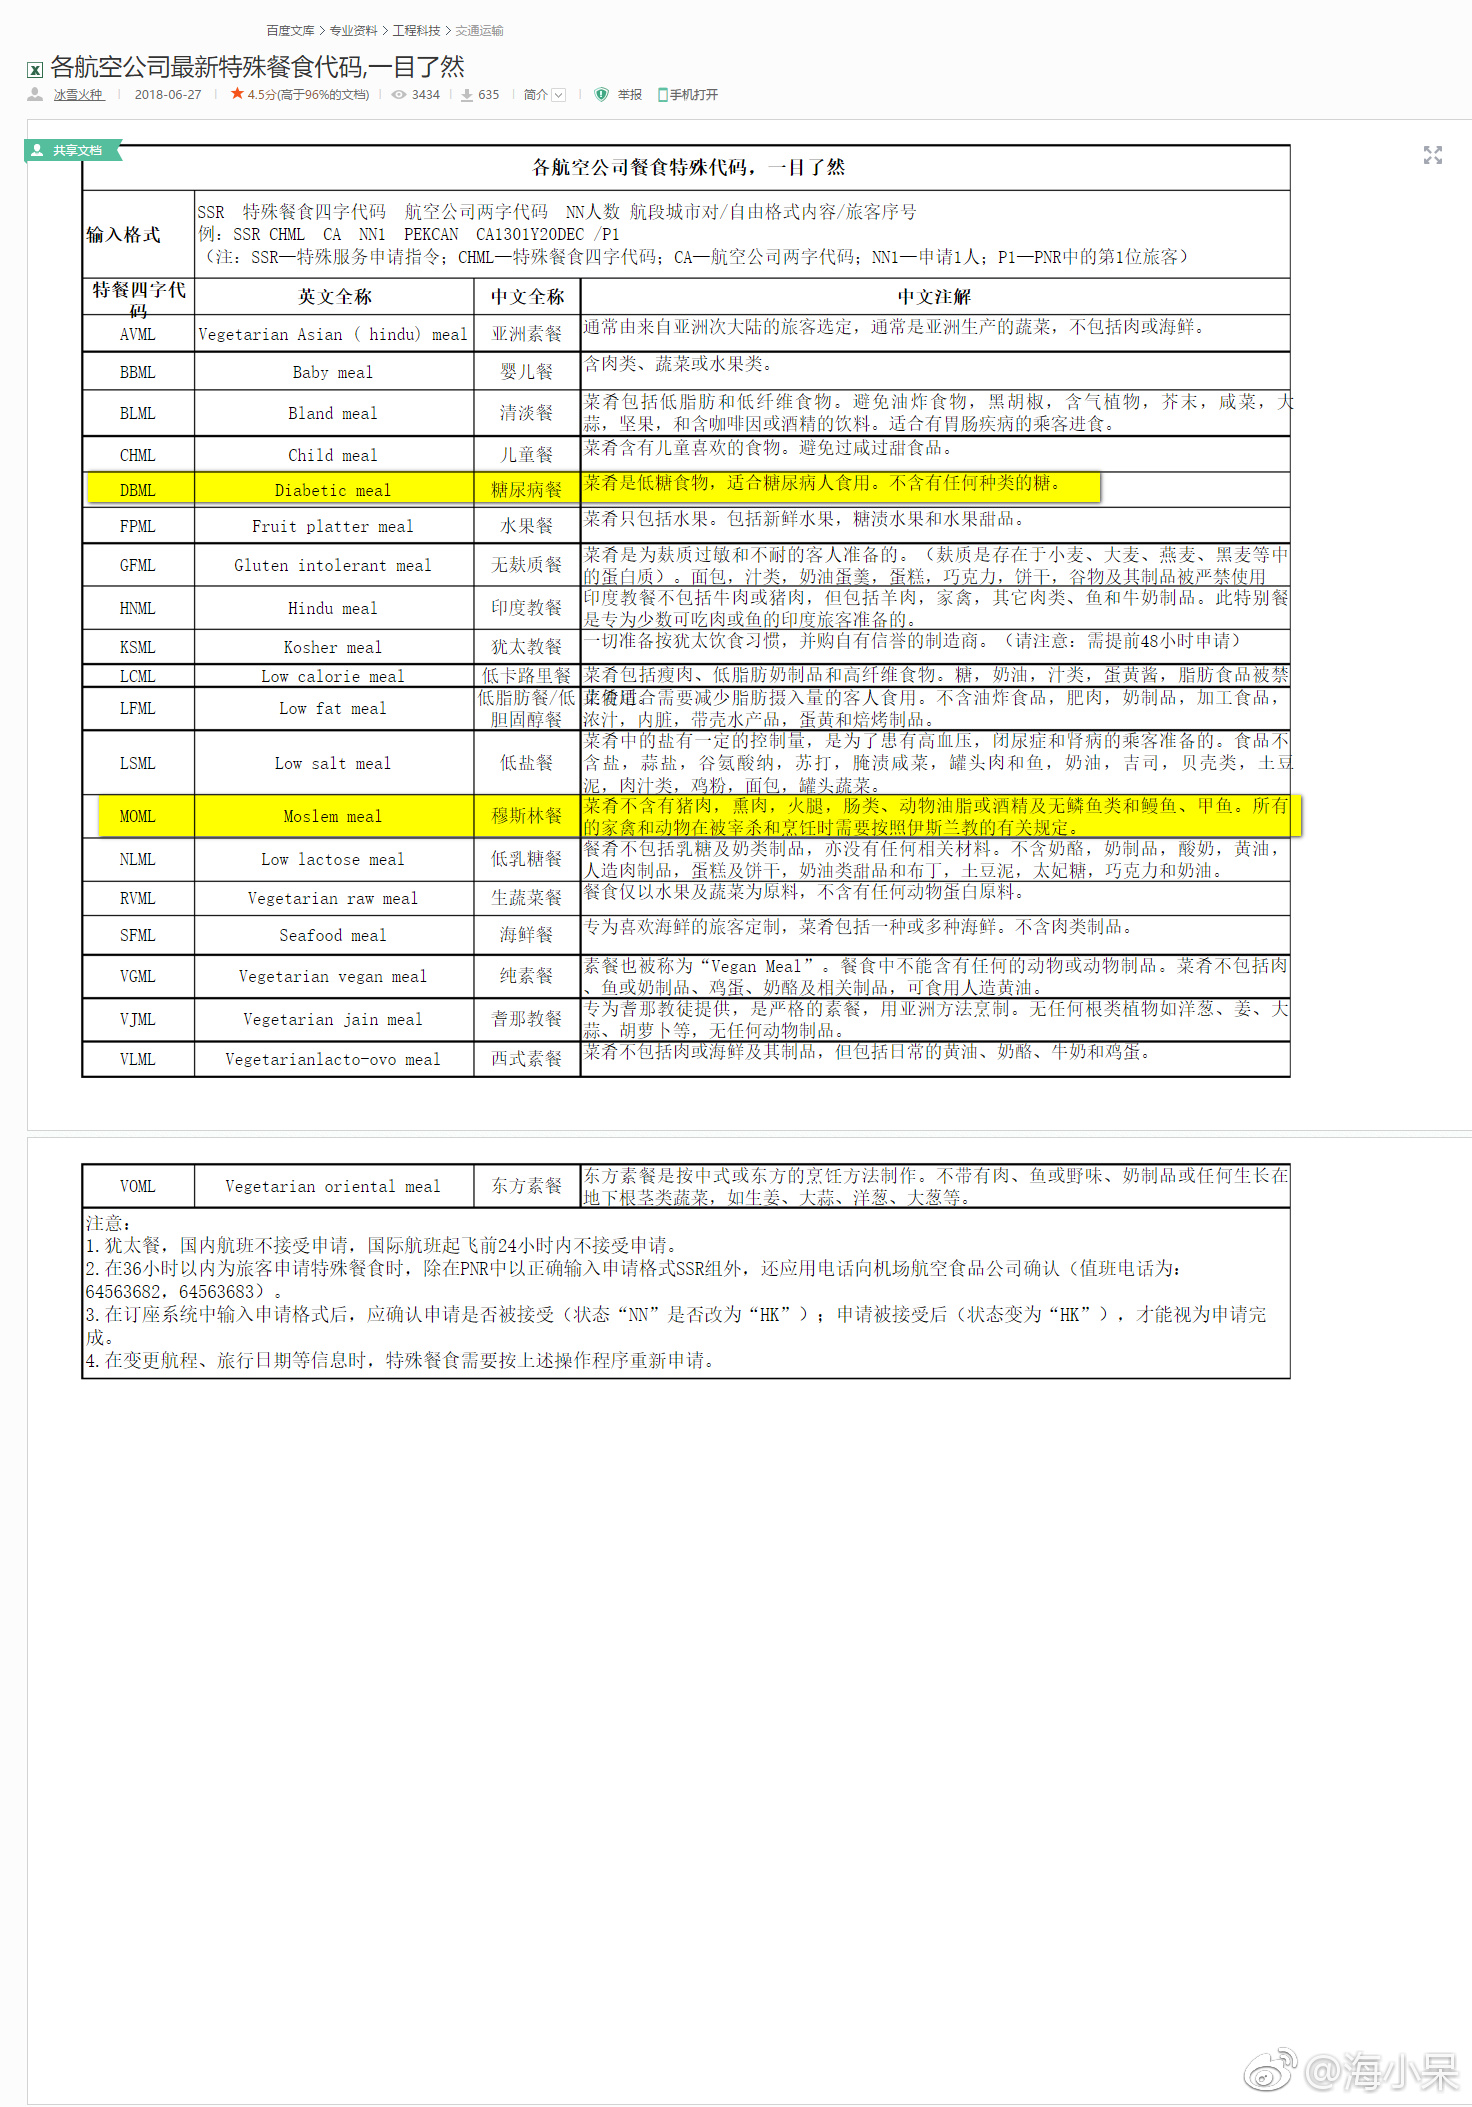 百度文库 > 专业资料 > 工程科技 > 交通运输
各航空公司最新特殊餐食代码,一目了然
冰雪火种 | 2018-06-27 | 4.5分(高于96%的文档) | 3434 | 635 | 简介 | 举报 手机打开
共享文档
各航空公司餐食特殊代码，一目了然
输入格式
SSR 特殊餐食四字代码 航空公司两字代码 NN人数 航段城市对/自由格式内容/旅客序号
例：SSR CHML CA NN1 PEKCAN CA1301Y20DEC /P1
（注：SSR—特殊服务申请指令；CHML—特殊餐食四字代码；CA—航空公司两字代码；NN1—申请1人；P1—PNR中的第1位旅客）
特餐四字代码 英文全称 中文全称 中文注解
AVML Vegetarian Asian ( hindu) meal 亚洲素餐 通常由来自亚洲次大陆的旅客选定，通常是亚洲生产的蔬菜，不包括肉或海鲜。
BBML Baby meal 婴儿餐 含肉类、蔬菜或水果类。
BLML Bland meal 清淡餐 菜肴包括低脂肪和低纤维食物。避免油炸食物，黑胡椒，含气植物，芥末，咸菜，大
蒜，坚果，和含咖啡因或酒精的饮料。适合有胃肠疾病的乘客进食。
CHML Child meal 儿童餐 菜肴含有儿童喜欢的食物。避免过咸过甜食品。
DBML Diabetic meal 糖尿病餐 菜肴是低糖食物，适合糖尿病人食用。不含有任何种类的糖。
FPML Fruit platter meal 水果餐 菜肴只包括水果。包括新鲜水果，糖渍水果和水果甜品。
GFML Gluten intolerant meal 无麸质餐 菜肴是为麸质过敏和不耐的客人准备的。（麸质是存在于小麦、大麦、燕麦、黑麦等中
的蛋白质）。面包，汁类，奶油蛋羹，蛋糕，巧克力，饼干，谷物及其制品被严禁使用
HNML Hindu meal 印度教餐 印度教餐不包括牛肉或猪肉，但包括羊肉，家禽，其它肉类、鱼和牛奶制品。此特别餐
是专为少数可吃肉或鱼的印度旅客准备的。
KSML Kosher meal 犹太教餐 一切准备按犹太饮食习惯，并购自有信誉的制造商。（请注意：需提前48小时申请）
LCML Low calorie meal 低卡路里餐 菜肴包括瘦肉、低脂肪奶制品和高纤维食物。糖，奶油，汁类，蛋黄酱，脂肪食品被禁
LFML Low fat meal 低脂肪餐/低胆固醇餐 适合需要减少脂肪摄入量的客人食用。不含油炸食品，肥肉，奶制品，加工食品，
浓汁，内脏，带壳水产品，蛋黄和焙烤制品。
LSML Low salt meal 低盐餐 菜肴中的盐有一定的控制量，是为了患有高血压，闭尿症和肾病的乘客准备的。食品不
含盐，蒜盐，谷氨酸纳，苏打，腌渍咸菜，罐头肉和鱼，奶油，吉司，贝壳类，土豆
泥，肉汁类，鸡粉，面包，罐头蔬菜。
MOML Moslem meal 穆斯林餐 菜肴不含有猪肉，熏肉，火腿，肠类、动物油脂或酒精及无鳞鱼类和鳗鱼、甲鱼。所有
的家禽和动物在被宰杀和烹饪时需要按照伊斯兰教的有关规定。
NLML Low lactose meal 低乳糖餐 餐肴不包括乳糖及奶类制品，亦没有任何相关材料。不含奶酪，奶制品，酸奶，黄油，
人造肉制品，蛋糕及饼干，奶油类甜品和布丁，土豆泥，太妃糖，巧克力和奶油。
RVML Vegetarian raw meal 生蔬菜餐 餐食仅以水果及蔬菜为原料，不含有任何动物蛋白原料。
SFML Seafood meal 海鲜餐 专为喜欢海鲜的旅客定制，菜肴包括一种或多种海鲜。不含肉类制品。
VGML Vegetarian vegan meal 纯素餐 素餐也被称为“Vegan Meal”。餐食中不能含有任何的动物或动物制品。菜肴不包括肉
、鱼或奶制品、鸡蛋、奶酪及相关制品，可食用人造黄油。
VJML Vegetarian jain meal 耆那教餐 专为耆那教徒提供，是严格的素餐，用亚洲方法烹制。无任何根类植物如洋葱、姜、大
蒜、胡萝卜等，无任何动物制品。
VLML Vegetarianlacto-ovo meal 西式素餐 菜肴不包括肉或海鲜及其制品，但包括日常的黄油、奶酪、牛奶和鸡蛋。
VOML Vegetarian oriental meal 东方素餐 东方素餐是按中式或东方的烹饪方法制作。不带有肉、鱼或野味、奶制品或任何生长在
地下根茎类蔬菜，如生姜、大蒜、洋葱、大葱等。
注意：
1.犹太餐，国内航班不接受申请，国际航班起飞前24小时内不接受申请。
2.在36小时以内为旅客申请特殊餐食时，除在PNR中以正确输入申请格式SSR组外，还应用电话向机场航空食品公司确认（值班电话为：
64563682，64563683）。
3.在订座系统中输入申请格式后，应确认申请是否被接受（状态“NN”是否改为“HK”）；申请被接受后（状态变为“HK”），才能视为申请完
成。
4.在变更航程、旅行日期等信息时，特殊餐食需要按上述操作程序重新申请。
@海小呆